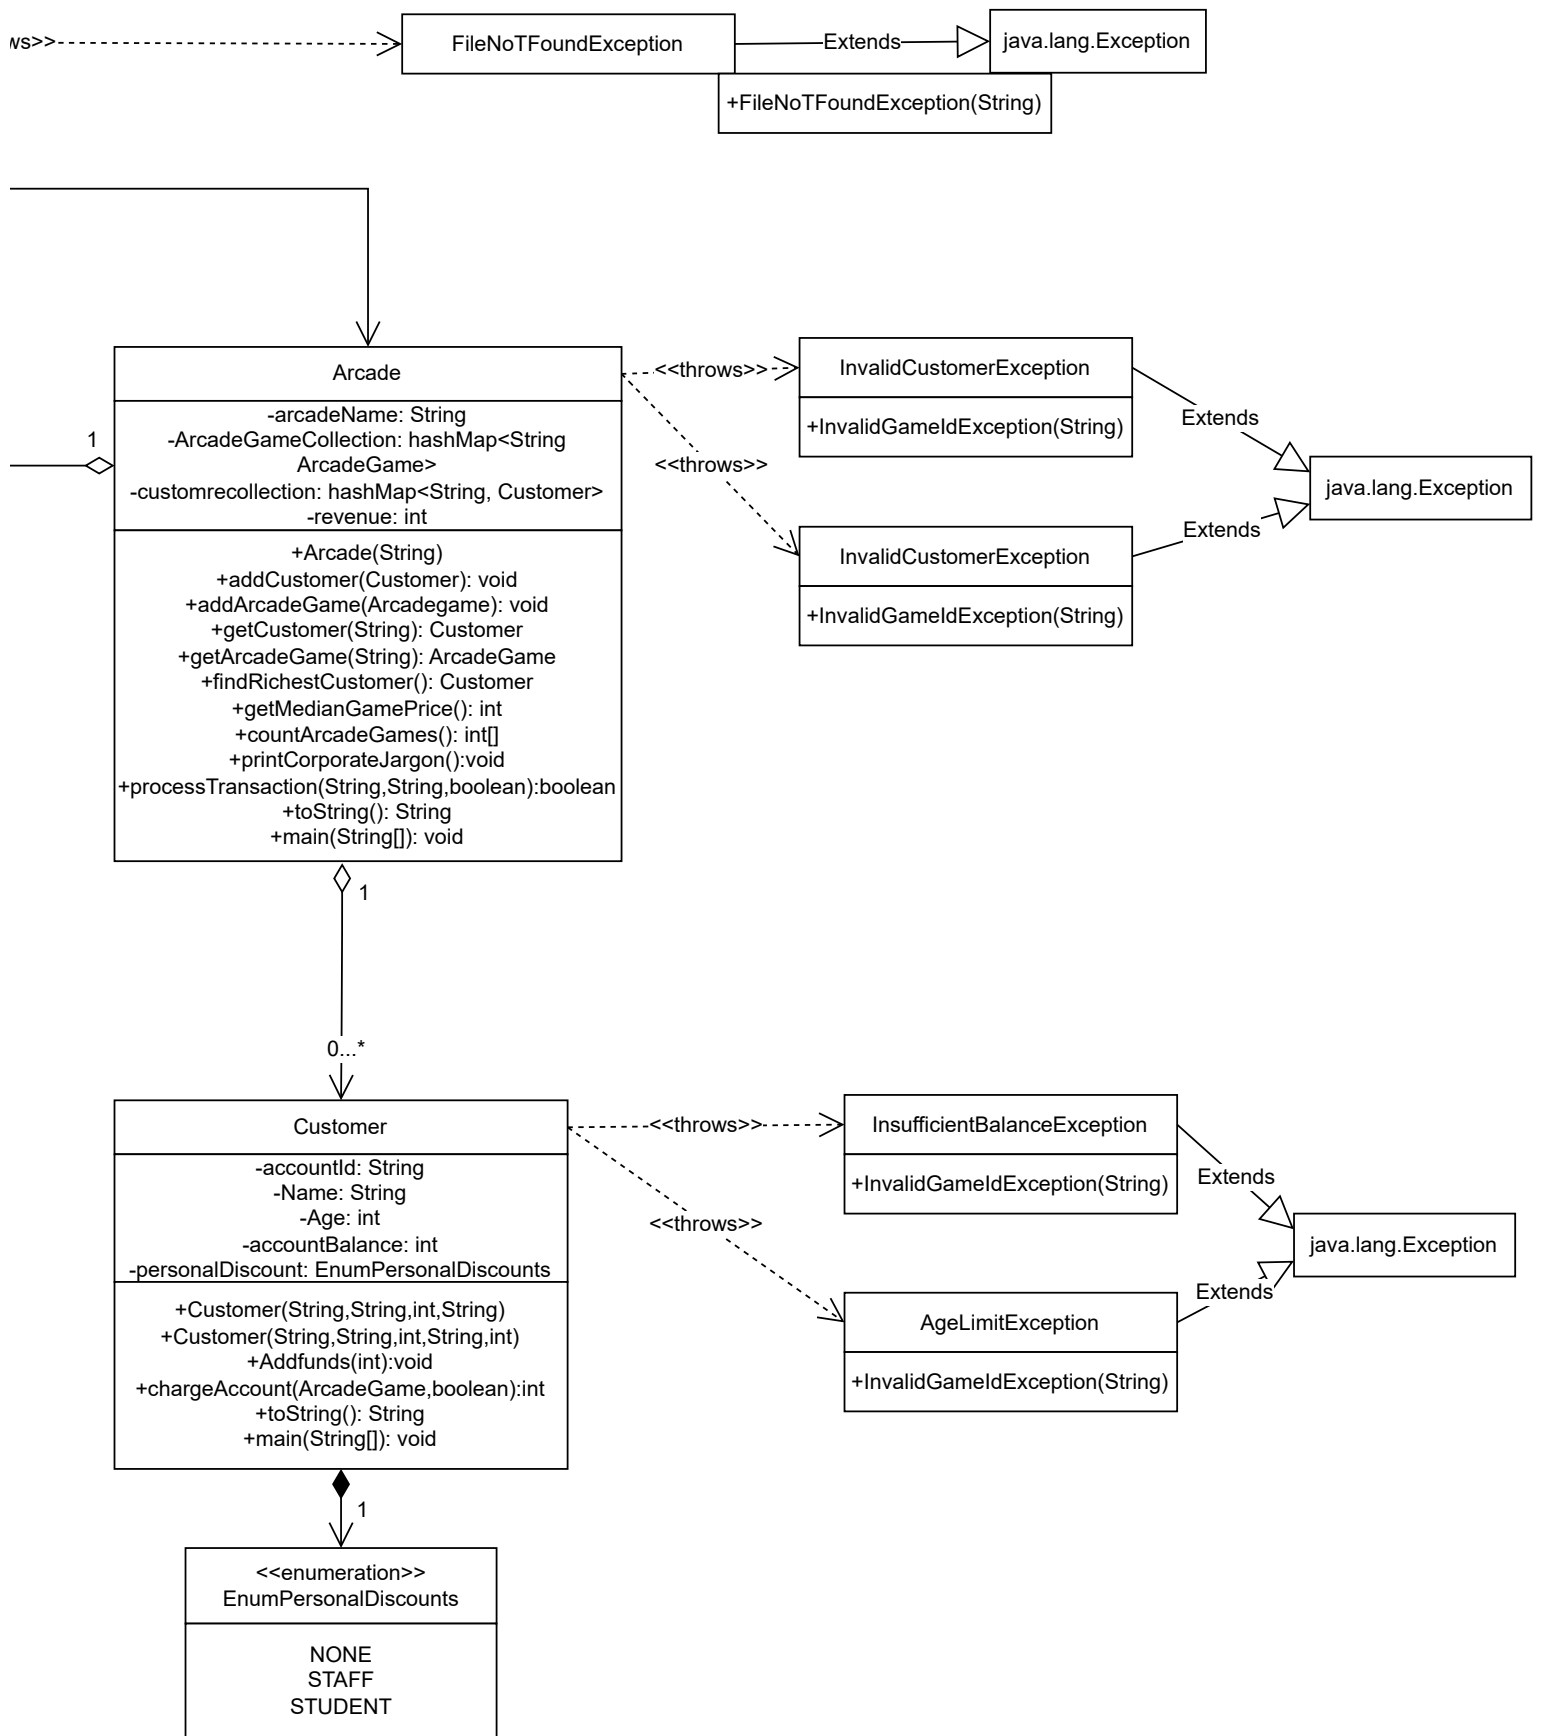 ws>>
FileNoTFoundException
Extends
java.lang.Exception
+FileNoTFoundException(String)
Arcade
-arcadeName: String
-ArcadeGameCollection: hashMap<String
ArcadeGame>
-customrecollection: hashMap<String, Customer>
-revenue: int
+Arcade(String)
+addCustomer(Customer): void
+addArcadeGame(Arcadegame): void
+getCustomer(String): Customer
+getArcadeGame(String): ArcadeGame
+findRichestCustomer(): Customer
+getMedianGamePrice(): int
+countArcadeGames(): int[]
+printCorporateJargon():void
+processTransaction(String,String,boolean):boolean
+toString(): String
+main(String[]): void
1
<<throws>>
<<throws>>
InvalidCustomerException
+InvalidGameIdException(String)
InvalidCustomerException
+InvalidGameIdException(String)
Extends
Extends
java.lang.Exception
1
0...*
Customer
-accountId: String
-Name: String
-Age: int
-accountBalance: int
-personalDiscount: EnumPersonalDiscounts
+Customer(String,String,int,String)
+Customer(String,String,int,String,int)
+Addfunds(int):void
+chargeAccount(ArcadeGame,boolean):int
+toString(): String
+main(String[]): void
<<throws>>
<<throws>>
InsufficientBalanceException
+InvalidGameIdException(String)
AgeLimitException
+InvalidGameIdException(String)
Extends
Extends
java.lang.Exception
1
<<enumeration>>
EnumPersonalDiscounts
NONE
STAFF
STUDENT